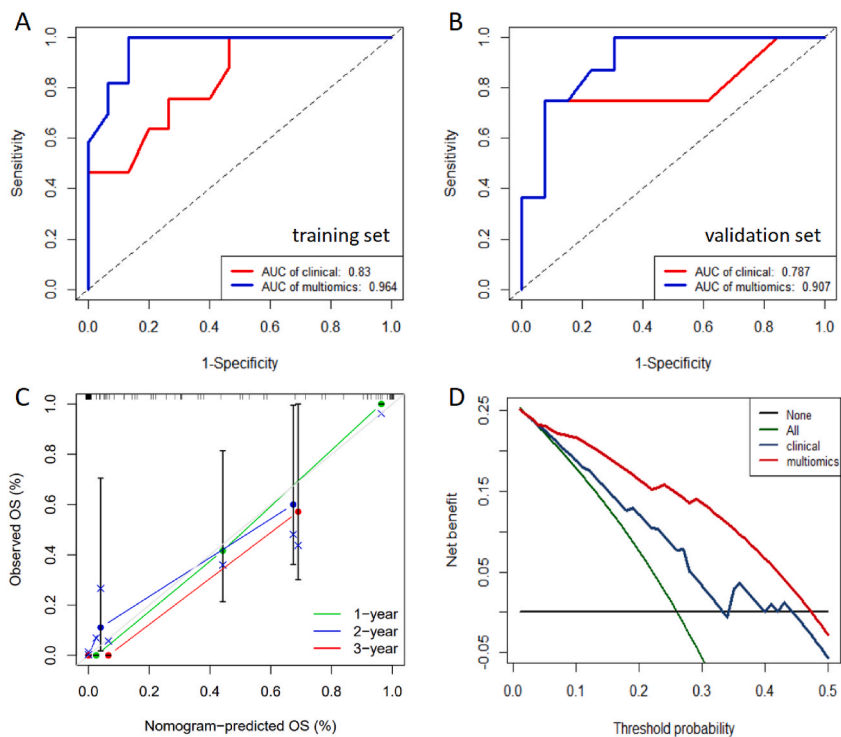 A
Sensitivity
1.0
0.8
0.6
0.4
0.2
0.0
training set
AUC of clinical: 0.83
AUC of multiomics: 0.964
0.0 0.2 0.4 0.6 0.8 1.0
1-Specificity
B
Sensitivity
1.0
0.8
0.6
0.4
0.2
0.0
validation set
AUC of clinical: 0.787
AUC of multiomics: 0.907
0.0 0.2 0.4 0.6 0.8 1.0
1-Specificity
C
Observed OS (%)
1.0
0.8
0.6
0.4
0.2
0.0
1-year
2-year
3-year
0.0 0.2 0.4 0.6 0.8 1.0
Nomogram-predicted OS (%)
D
Net benefit
0.25
0.15
0.05
-0.05
None
All
clinical
multiomics
0.0 0.1 0.2 0.3 0.4 0.5
Threshold probability